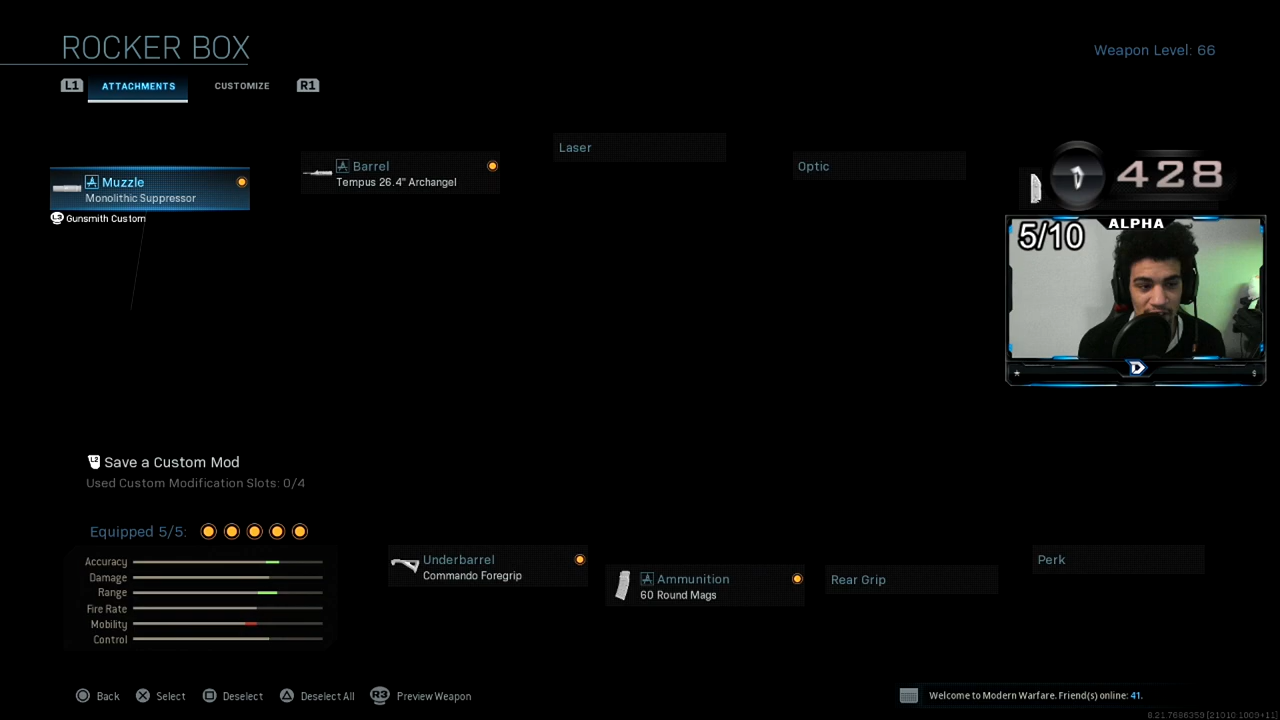 ROCKER BOX
Weapon Level: 66
L1 ATTACHMENTS CUSTOMIZE R1
Laser
Barrel
Tempus 26.4" Archangel
Optic
Muzzle
Monolithic Suppressor
L3 Gunsmith Custom
428
5/10
ALPHA
L2 Save a Custom Mod
Used Custom Modification Slots: 0/4
Equipped 5/5:
Accuracy
Damage
Range
Fire Rate
Mobility
Control
Underbarrel
Commando Foregrip
Ammunition
60 Round Mags
Rear Grip
Perk
Back Select Deselect Deselect All R3 Preview Weapon
Welcome to Modern Warfare. Friend(s) online: 41.